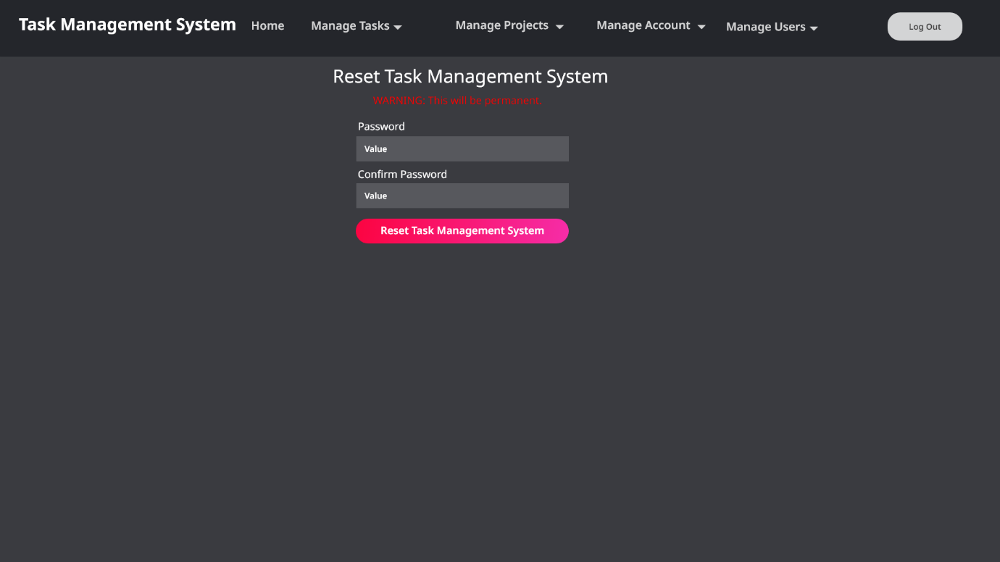 Task Management System Home Manage Tasks Manage Projects Manage Account Manage Users Log Out
Reset Task Management System
WARNING: This will be permanent.
Password
Value
Confirm Password
Value
Reset Task Management System